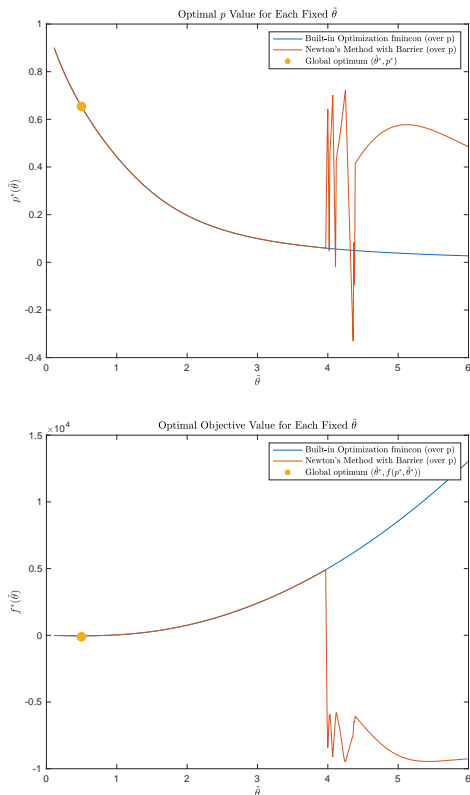 Optimal p Value for Each Fixed θ̃
Built-in Optimization fmincon (over p)
Newton's Method with Barrier (over p)
Global optimum (θ̃*, p*)
p*(θ̃)
1
0.8
0.6
0.4
0.2
0
-0.2
-0.4
0 1 2 3 4 5 6
θ̃
Optimal Objective Value for Each Fixed θ̃
×10⁴
Built-in Optimization fmincon (over p)
Newton's Method with Barrier (over p)
Global optimum (θ̃*, f(p*, θ̃*))
f*(θ̃)
1.5
1
0.5
0
-0.5
-1
0 1 2 3 4 5 6
θ̃